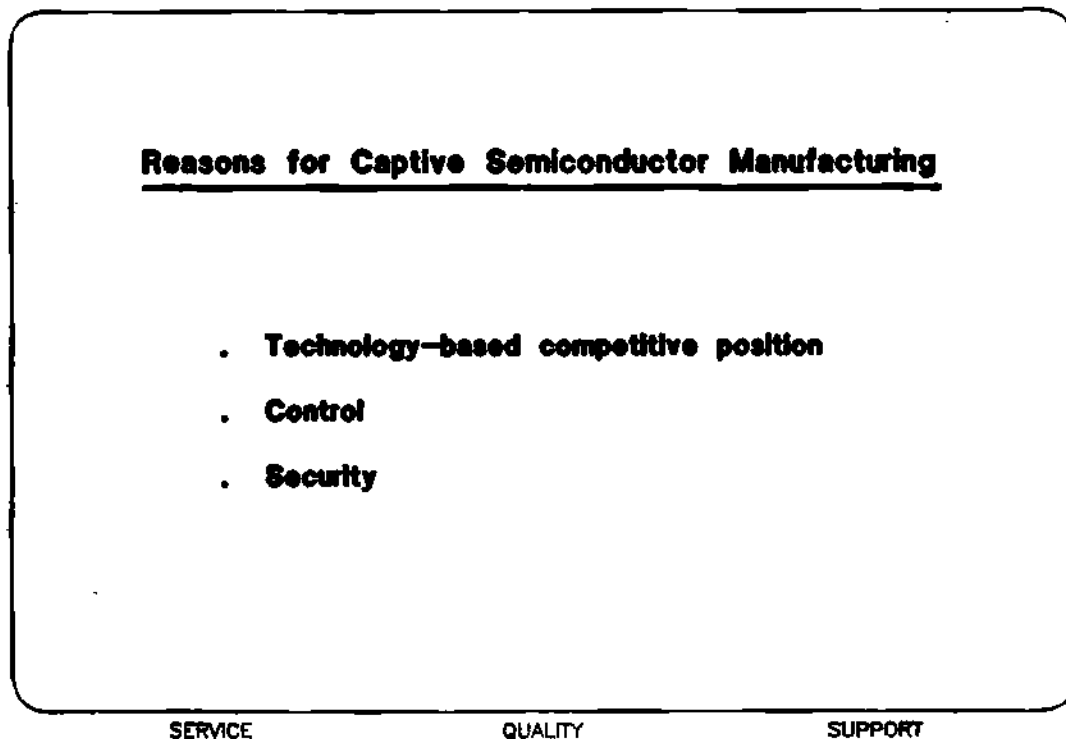 Reasons for Captive Semiconductor Manufacturing
. Technology-based competitive position
. Control
. Security
SERVICE QUALITY SUPPORT